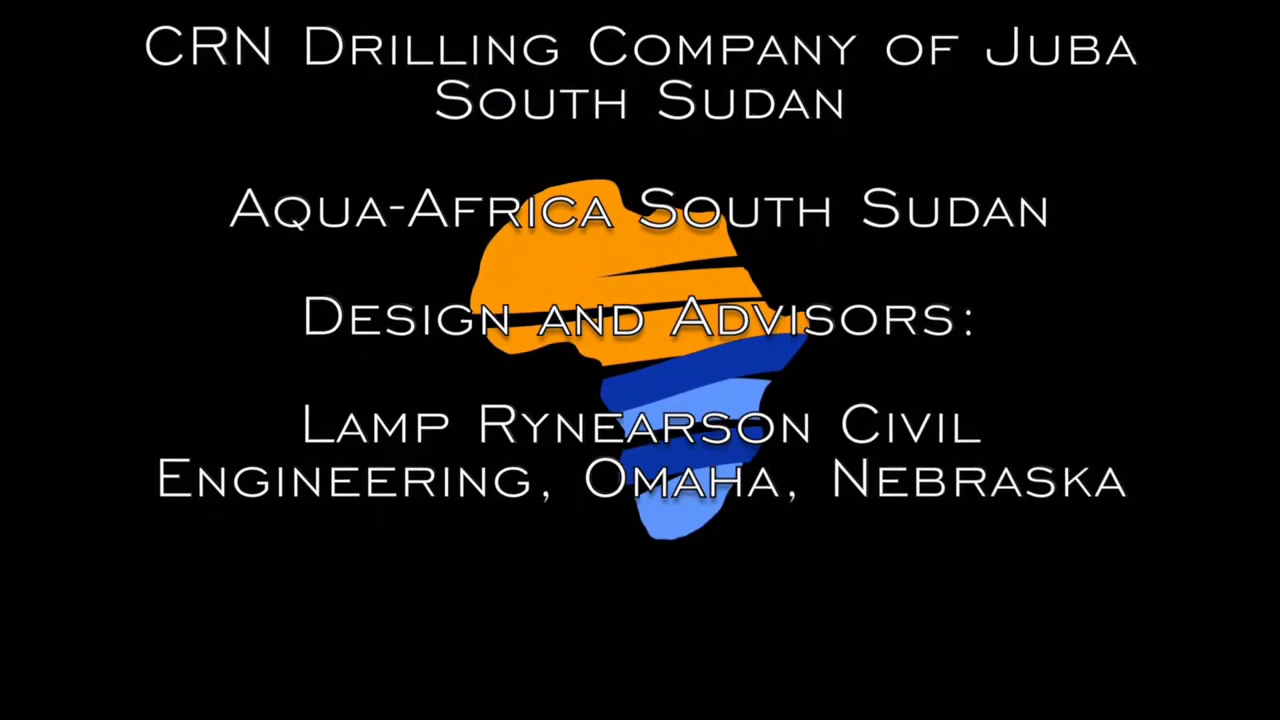 CRN Drilling Company of Juba
South Sudan
Aqua-Africa South Sudan
Design and Advisors:
Lamp Rynearson Civil
Engineering, Omaha, Nebraska